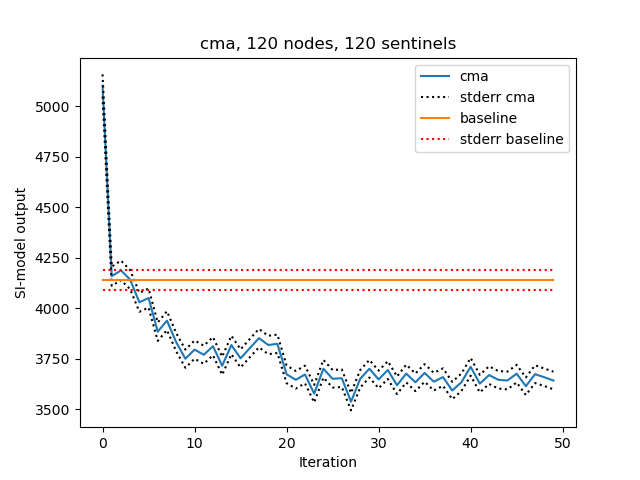 cma, 120 nodes, 120 sentinels
cma
stderr cma
baseline
stderr baseline
SI-model output
5000
4750
4500
4250
4000
3750
3500
0 10 20 30 40 50
Iteration